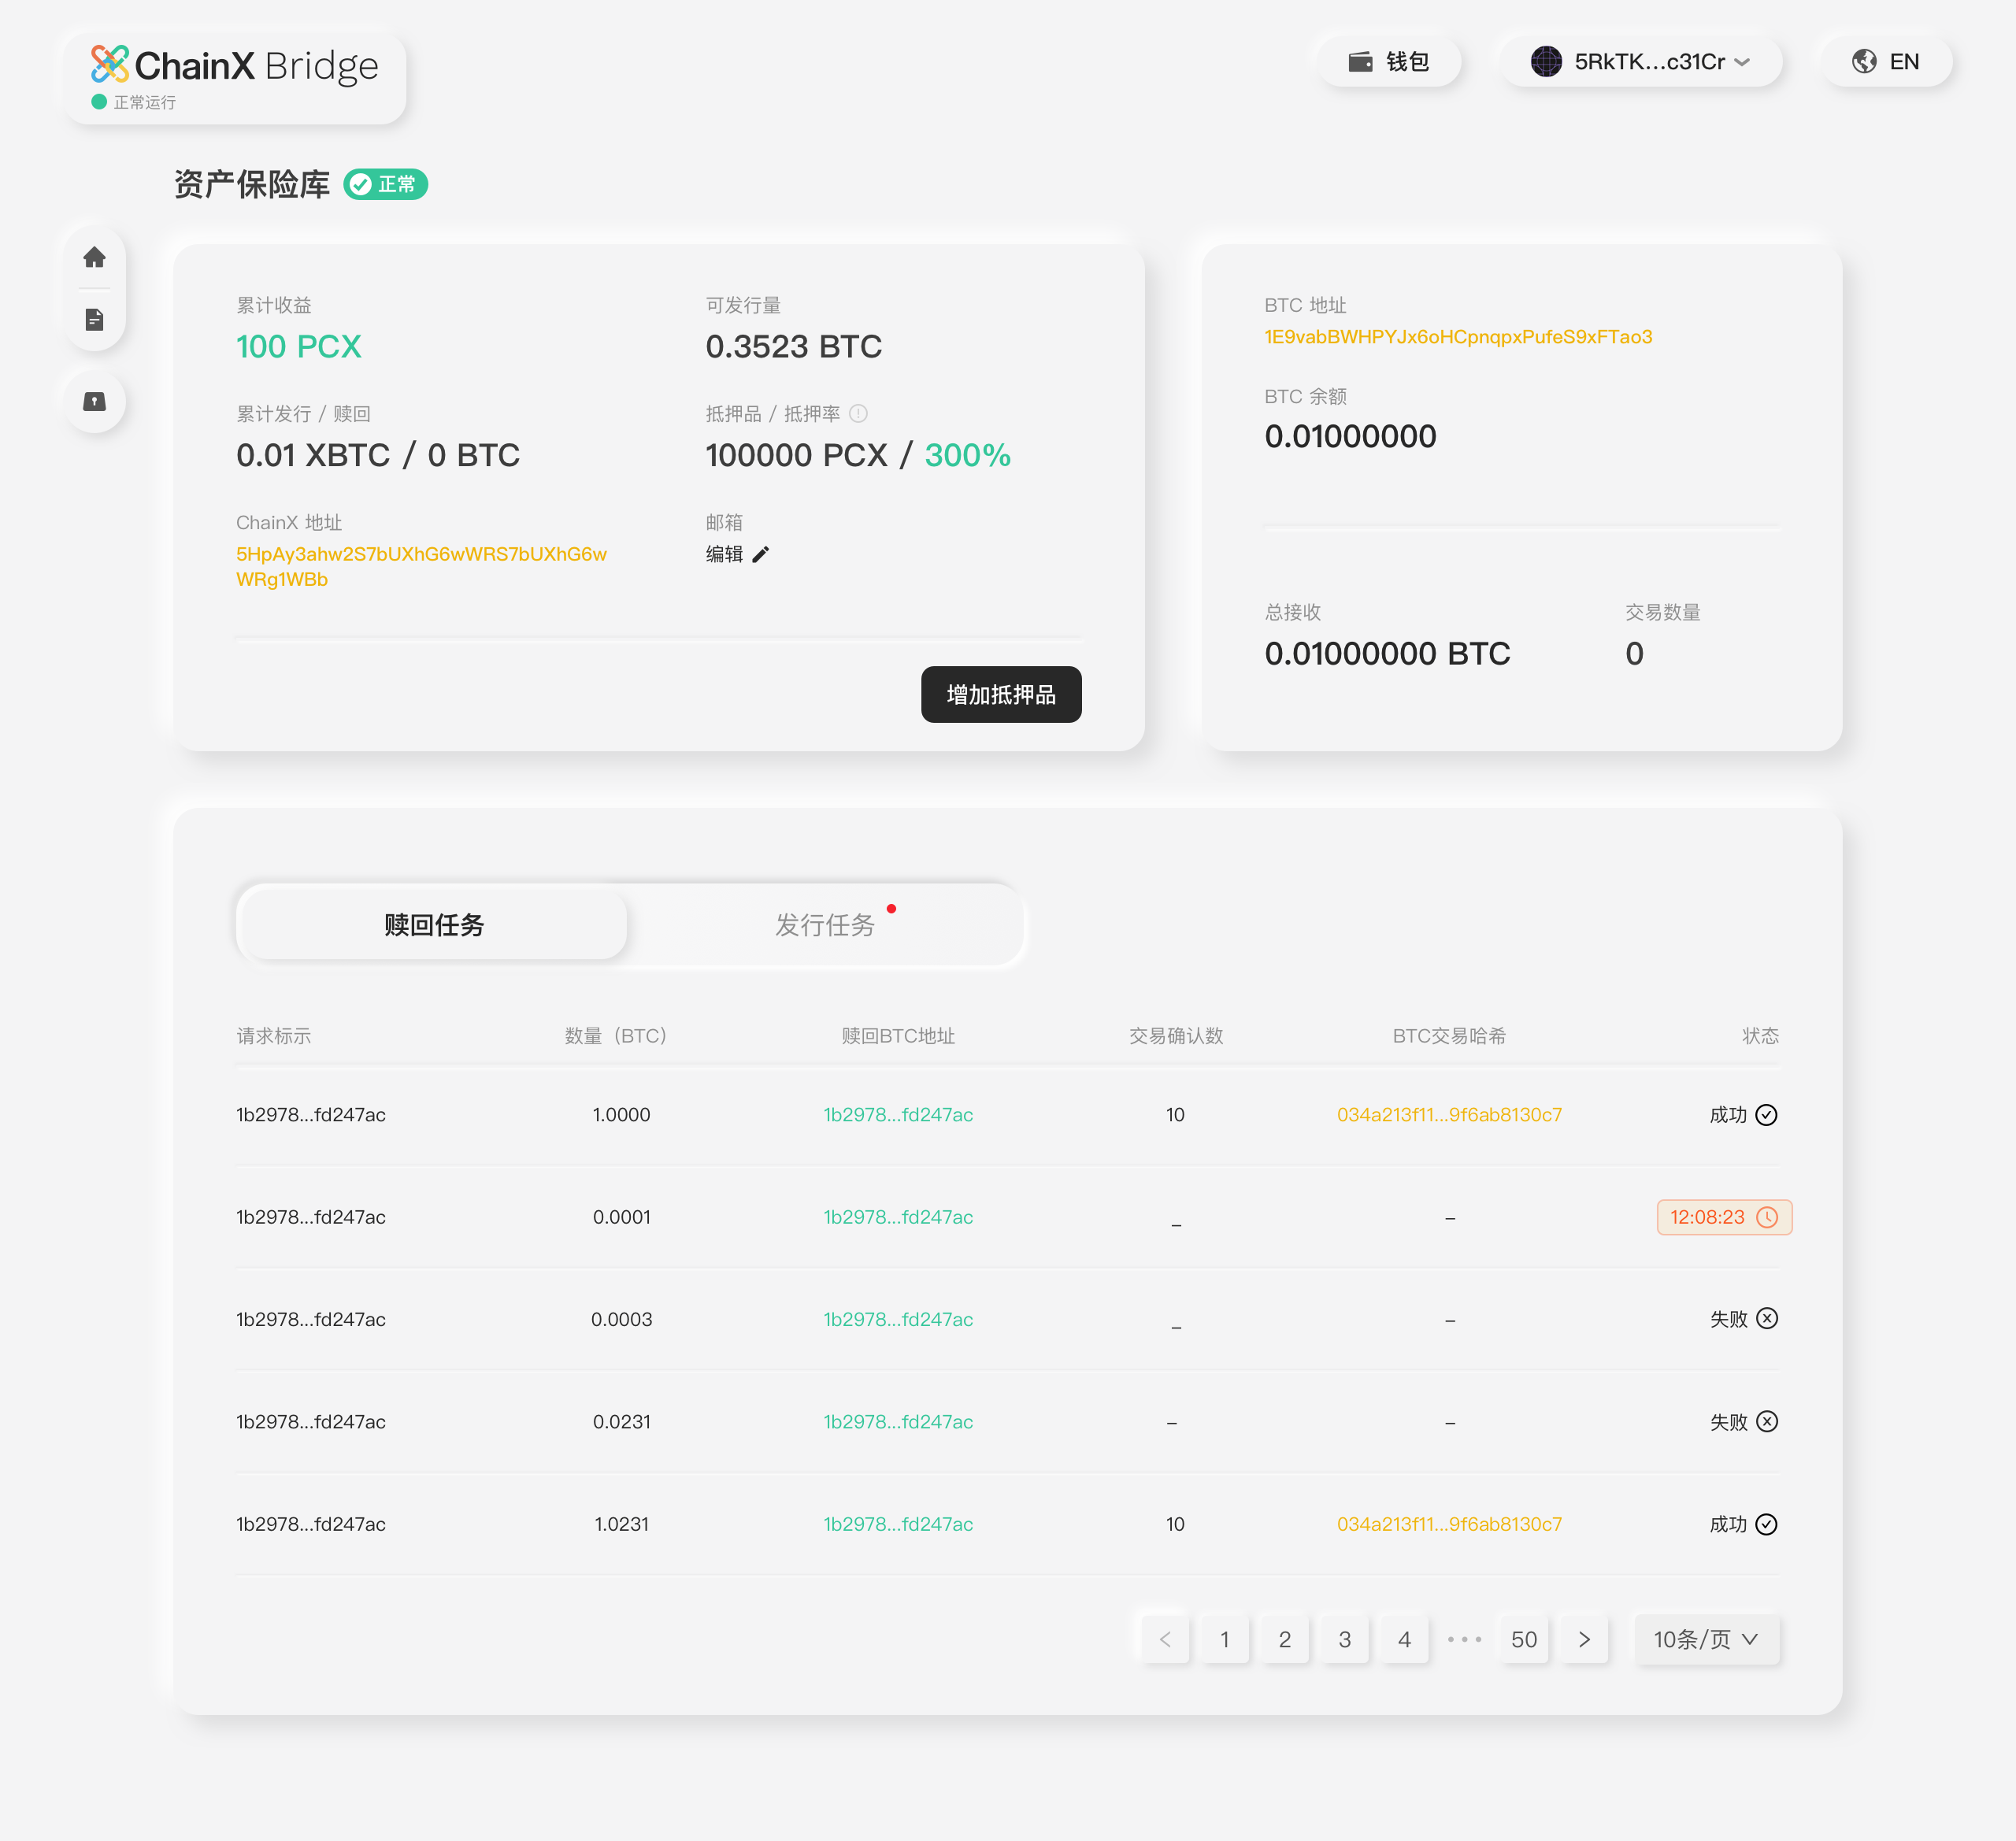 ChainX Bridge
正常运行
钱包
5RkTK...c31Cr
EN
资产保险库
正常
累计收益
100 PCX
可发行量
0.3523 BTC
累计发行 / 赎回
0.01 XBTC / 0 BTC
抵押品 / 抵押率
100000 PCX / 300%
ChainX 地址
5HpAy3ahw2S7bUXhG6wWRS7bUXhG6w
WRg1WBb
邮箱
编辑
增加抵押品
BTC 地址
1E9vabBWHPYJx6oHCpnqpxPufeS9xFTao3
BTC 余额
0.01000000
总接收
0.01000000 BTC
交易数量
0
赎回任务
发行任务
请求标示 数量（BTC） 赎回BTC地址 交易确认数 BTC交易哈希 状态
1b2978...fd247ac 1.0000 1b2978...fd247ac 10 034a213f11...9f6ab8130c7 成功
1b2978...fd247ac 0.0001 1b2978...fd247ac _ – 12:08:23
1b2978...fd247ac 0.0003 1b2978...fd247ac _ – 失败
1b2978...fd247ac 0.0231 1b2978...fd247ac – – 失败
1b2978...fd247ac 1.0231 1b2978...fd247ac 10 034a213f11...9f6ab8130c7 成功
< 1 2 3 4 ••• 50 > 10条/页